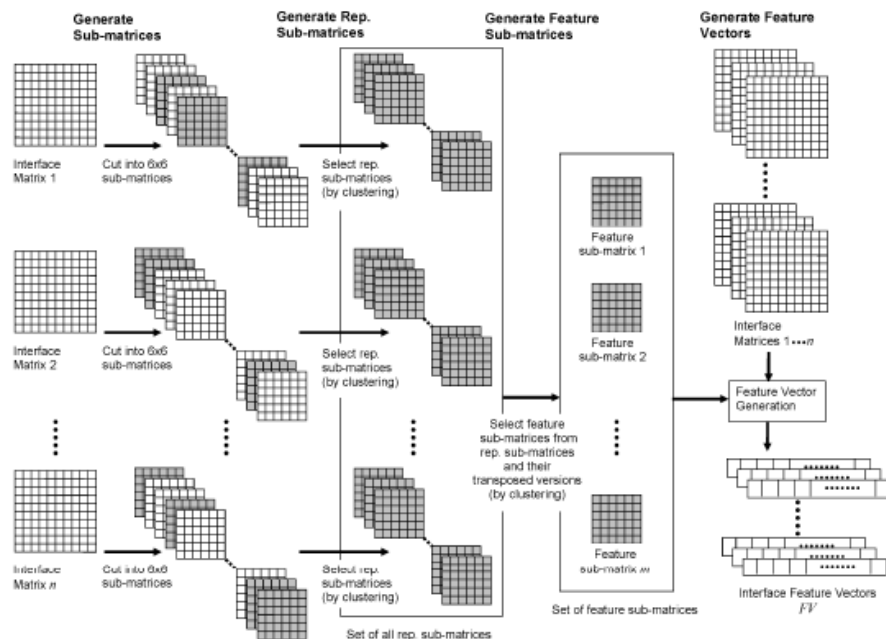 Generate
Sub-matrices
Generate Rep.
Sub-matrices
Generate Feature
Sub-matrices
Generate Feature
Vectors
Interface
Matrix 1
Cut into 6x6
sub-matrices
Select rep.
sub-matrices
(by clustering)
Interface
Matrix 2
Cut into 6x6
sub-matrices
Select rep.
sub-matrices
(by clustering)
Interface
Matrix n
Cut into 6x6
sub-matrices
Select rep.
sub-matrices
(by clustering)
Set of all rep. sub-matrices
Select feature
sub-matrices from
rep. sub-matrices
and their
transposed versions
(by clustering)
Feature
sub-matrix 1
Feature
sub-matrix 2
Feature
sub-matrix m
Set of feature sub-matrices
Interface
Matrices 1 ···· n
Feature Vector
Generation
Interface Feature Vectors
FV